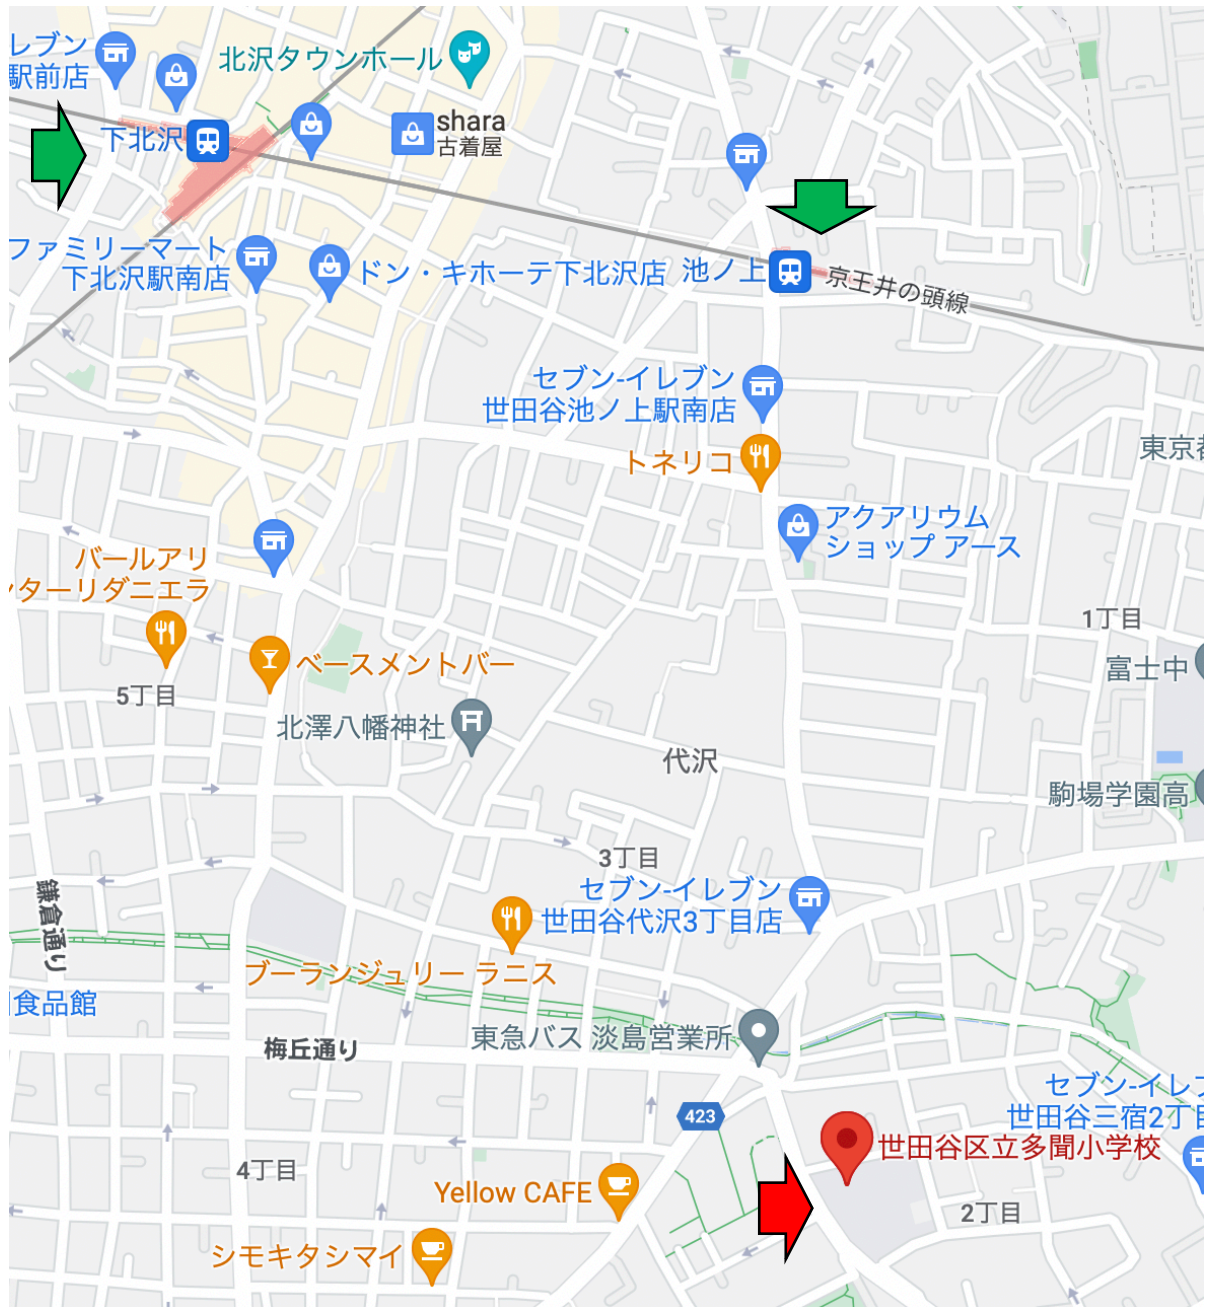 レブン
駅前店
北沢タウンホール
shara
古着屋
下北沢
ファミリーマート
下北沢駅南店
ドン・キホーテ下北沢店
池ノ上
京王井の頭線
セブン-イレブン
世田谷池ノ上駅南店
トネリコ
東京都
アクアリウム
ショップ アース
バールアリ
ンターリダニエラ
1丁目
富士中
ベースメントバー
5丁目
北澤八幡神社
代沢
駒場学園高
3丁目
セブン-イレブン
世田谷代沢3丁目店
鎌倉通り
ブーランジュリー ラニス
食品館
東急バス 淡島営業所
梅丘通り
セブン-イレブ
世田谷三宿2丁目
423
世田谷区立多聞小学校
4丁目
Yellow CAFE
2丁目
シモキタシマイ